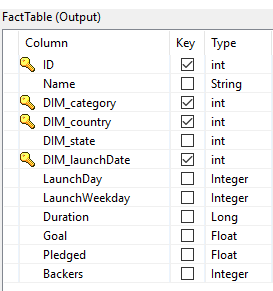 FactTable (Output)
Column Key Type
ID int
Name String
DIM_category int
DIM_country int
DIM_state int
DIM_launchDate int
LaunchDay Integer
LaunchWeekday Integer
Duration Long
Goal Float
Pledged Float
Backers Integer